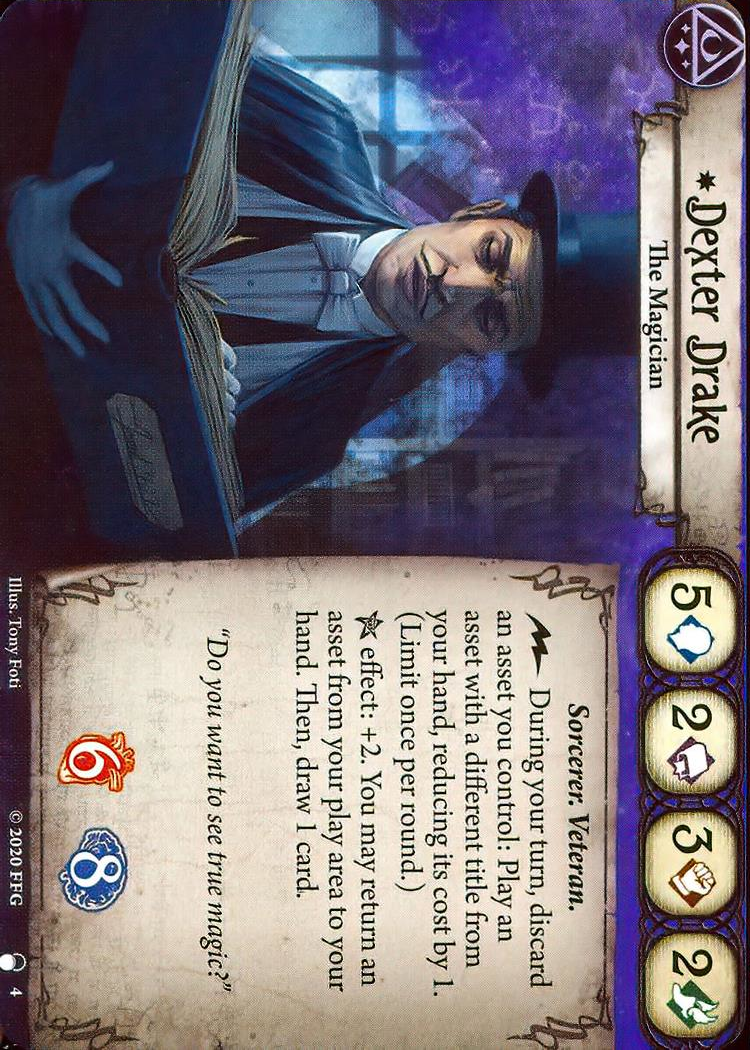 Dexter Drake
The Magician
5 2 3 2
Sorcerer. Veteran.
During your turn, discard
an asset you control: Play an
asset with a different title from
your hand, reducing its cost by 1.
(Limit once per round.)
effect: +2. You may return an
asset from your play area to your
hand. Then, draw 1 card.
"Do you want to see true magic?"
6 8
Illus. Tony Foti © 2020 FFG 4